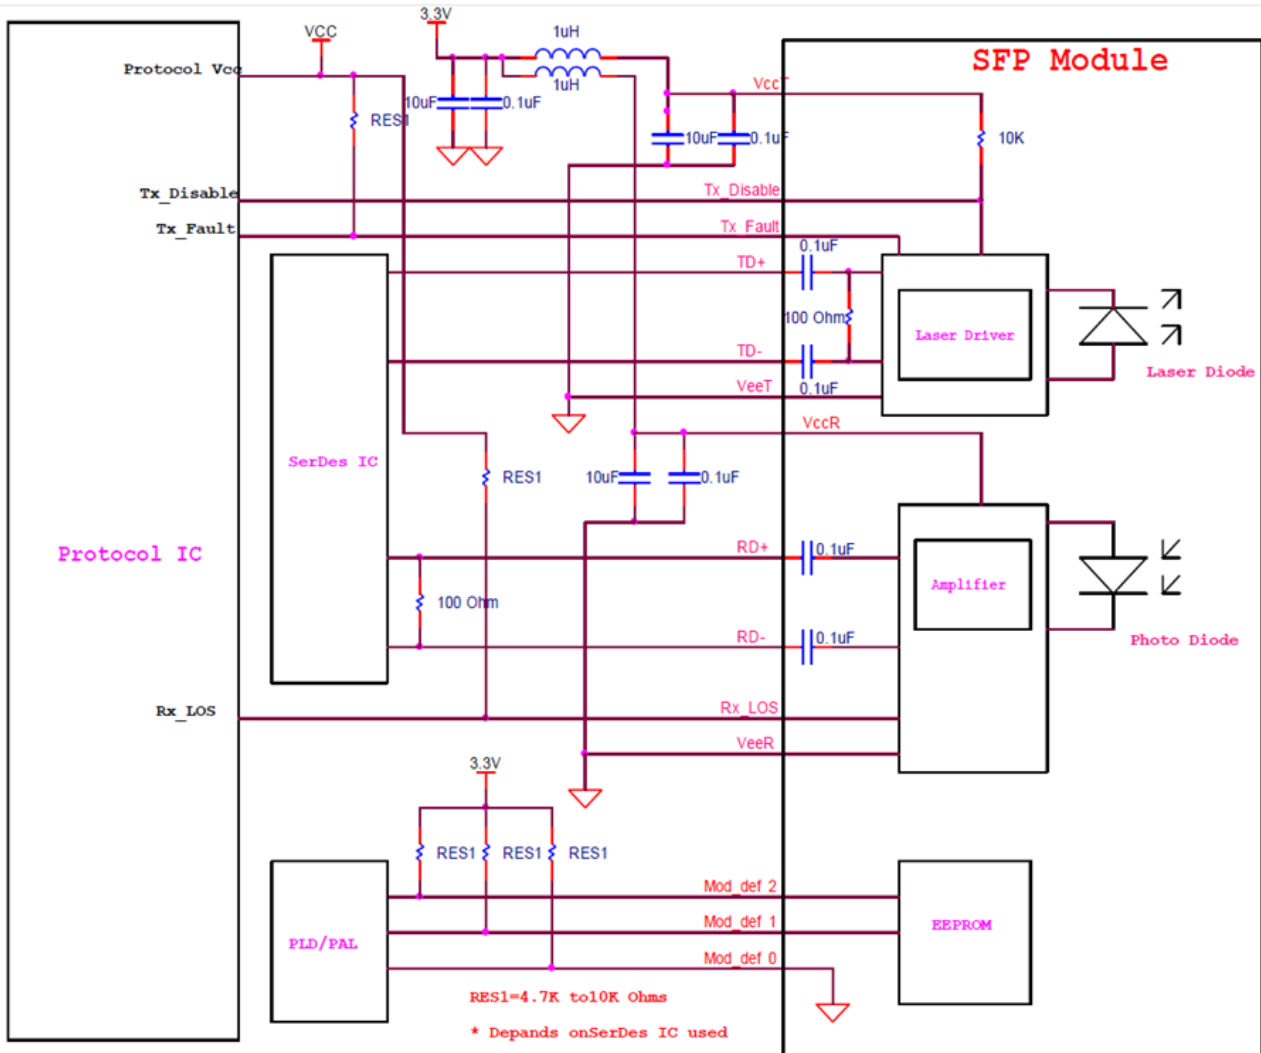 3.3V
VCC
1uH
SFP Module
Protocol Vcc
VccT
1uH
10uF
0.1uF
RES1
10uF
0.1uF
10K
Tx_Disable
Tx_Disable
Tx_Fault
Tx_Fault
0.1uF
TD+
100 Ohm
Laser Driver
TD-
Laser Diode
VeeT
0.1uF
VccR
SerDes IC
RES1
10uF
0.1uF
Protocol IC
RD+
0.1uF
Amplifier
100 Ohm
RD-
0.1uF
Photo Diode
Rx_LOS
Rx_LOS
VeeR
3.3V
RES1
RES1
RES1
Mod_def 2
Mod_def 1
EEPROM
PLD/PAL
Mod_def 0
RES1=4.7K to10K Ohms
* Depands onSerDes IC used